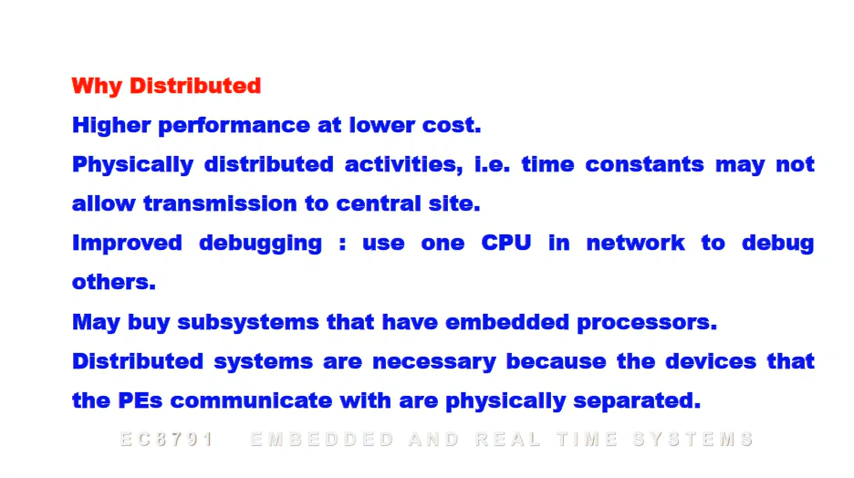 Why Distributed
Higher performance at lower cost.
Physically distributed activities, i.e. time constants may not
allow transmission to central site.
Improved debugging : use one CPU in network to debug
others.
May buy subsystems that have embedded processors.
Distributed systems are necessary because the devices that
the PEs communicate with are physically separated.
EC8791 EMBEDDED AND REAL TIME SYSTEMS